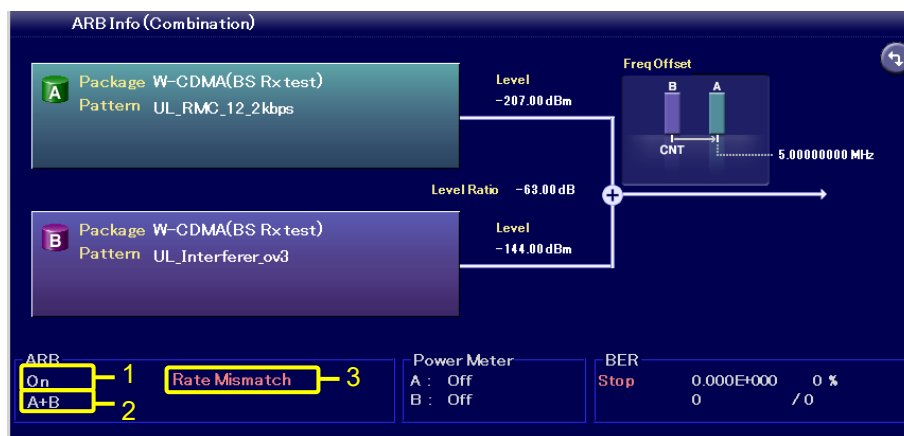 ARB Info (Combination)
A
Package W-CDMA(BS Rx test)
Pattern UL_RMC_12_2kbps
Level
-207.00 dBm
Freq Offset
B A
CNT
5.00000000 MHz
Level Ratio -63.00 dB
B
Package W-CDMA(BS Rx test)
Pattern UL_Interferer_ov3
Level
-144.00 dBm
ARB
On
1
Rate Mismatch
3
A+B
2
Power Meter
A : Off
B : Off
BER
Stop 0.000E+000 0 %
0 / 0